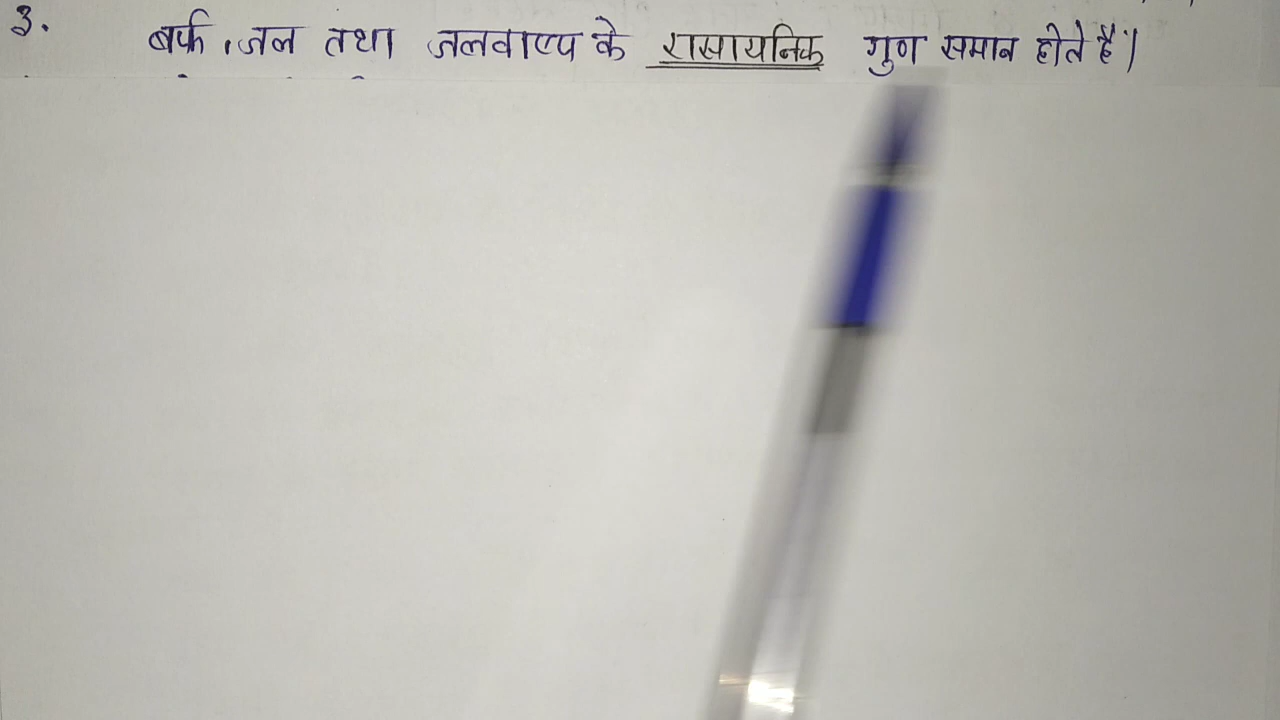 3. बर्फ, जल तथा जलवाष्प के रासायनिक गुण समान होते हैं।